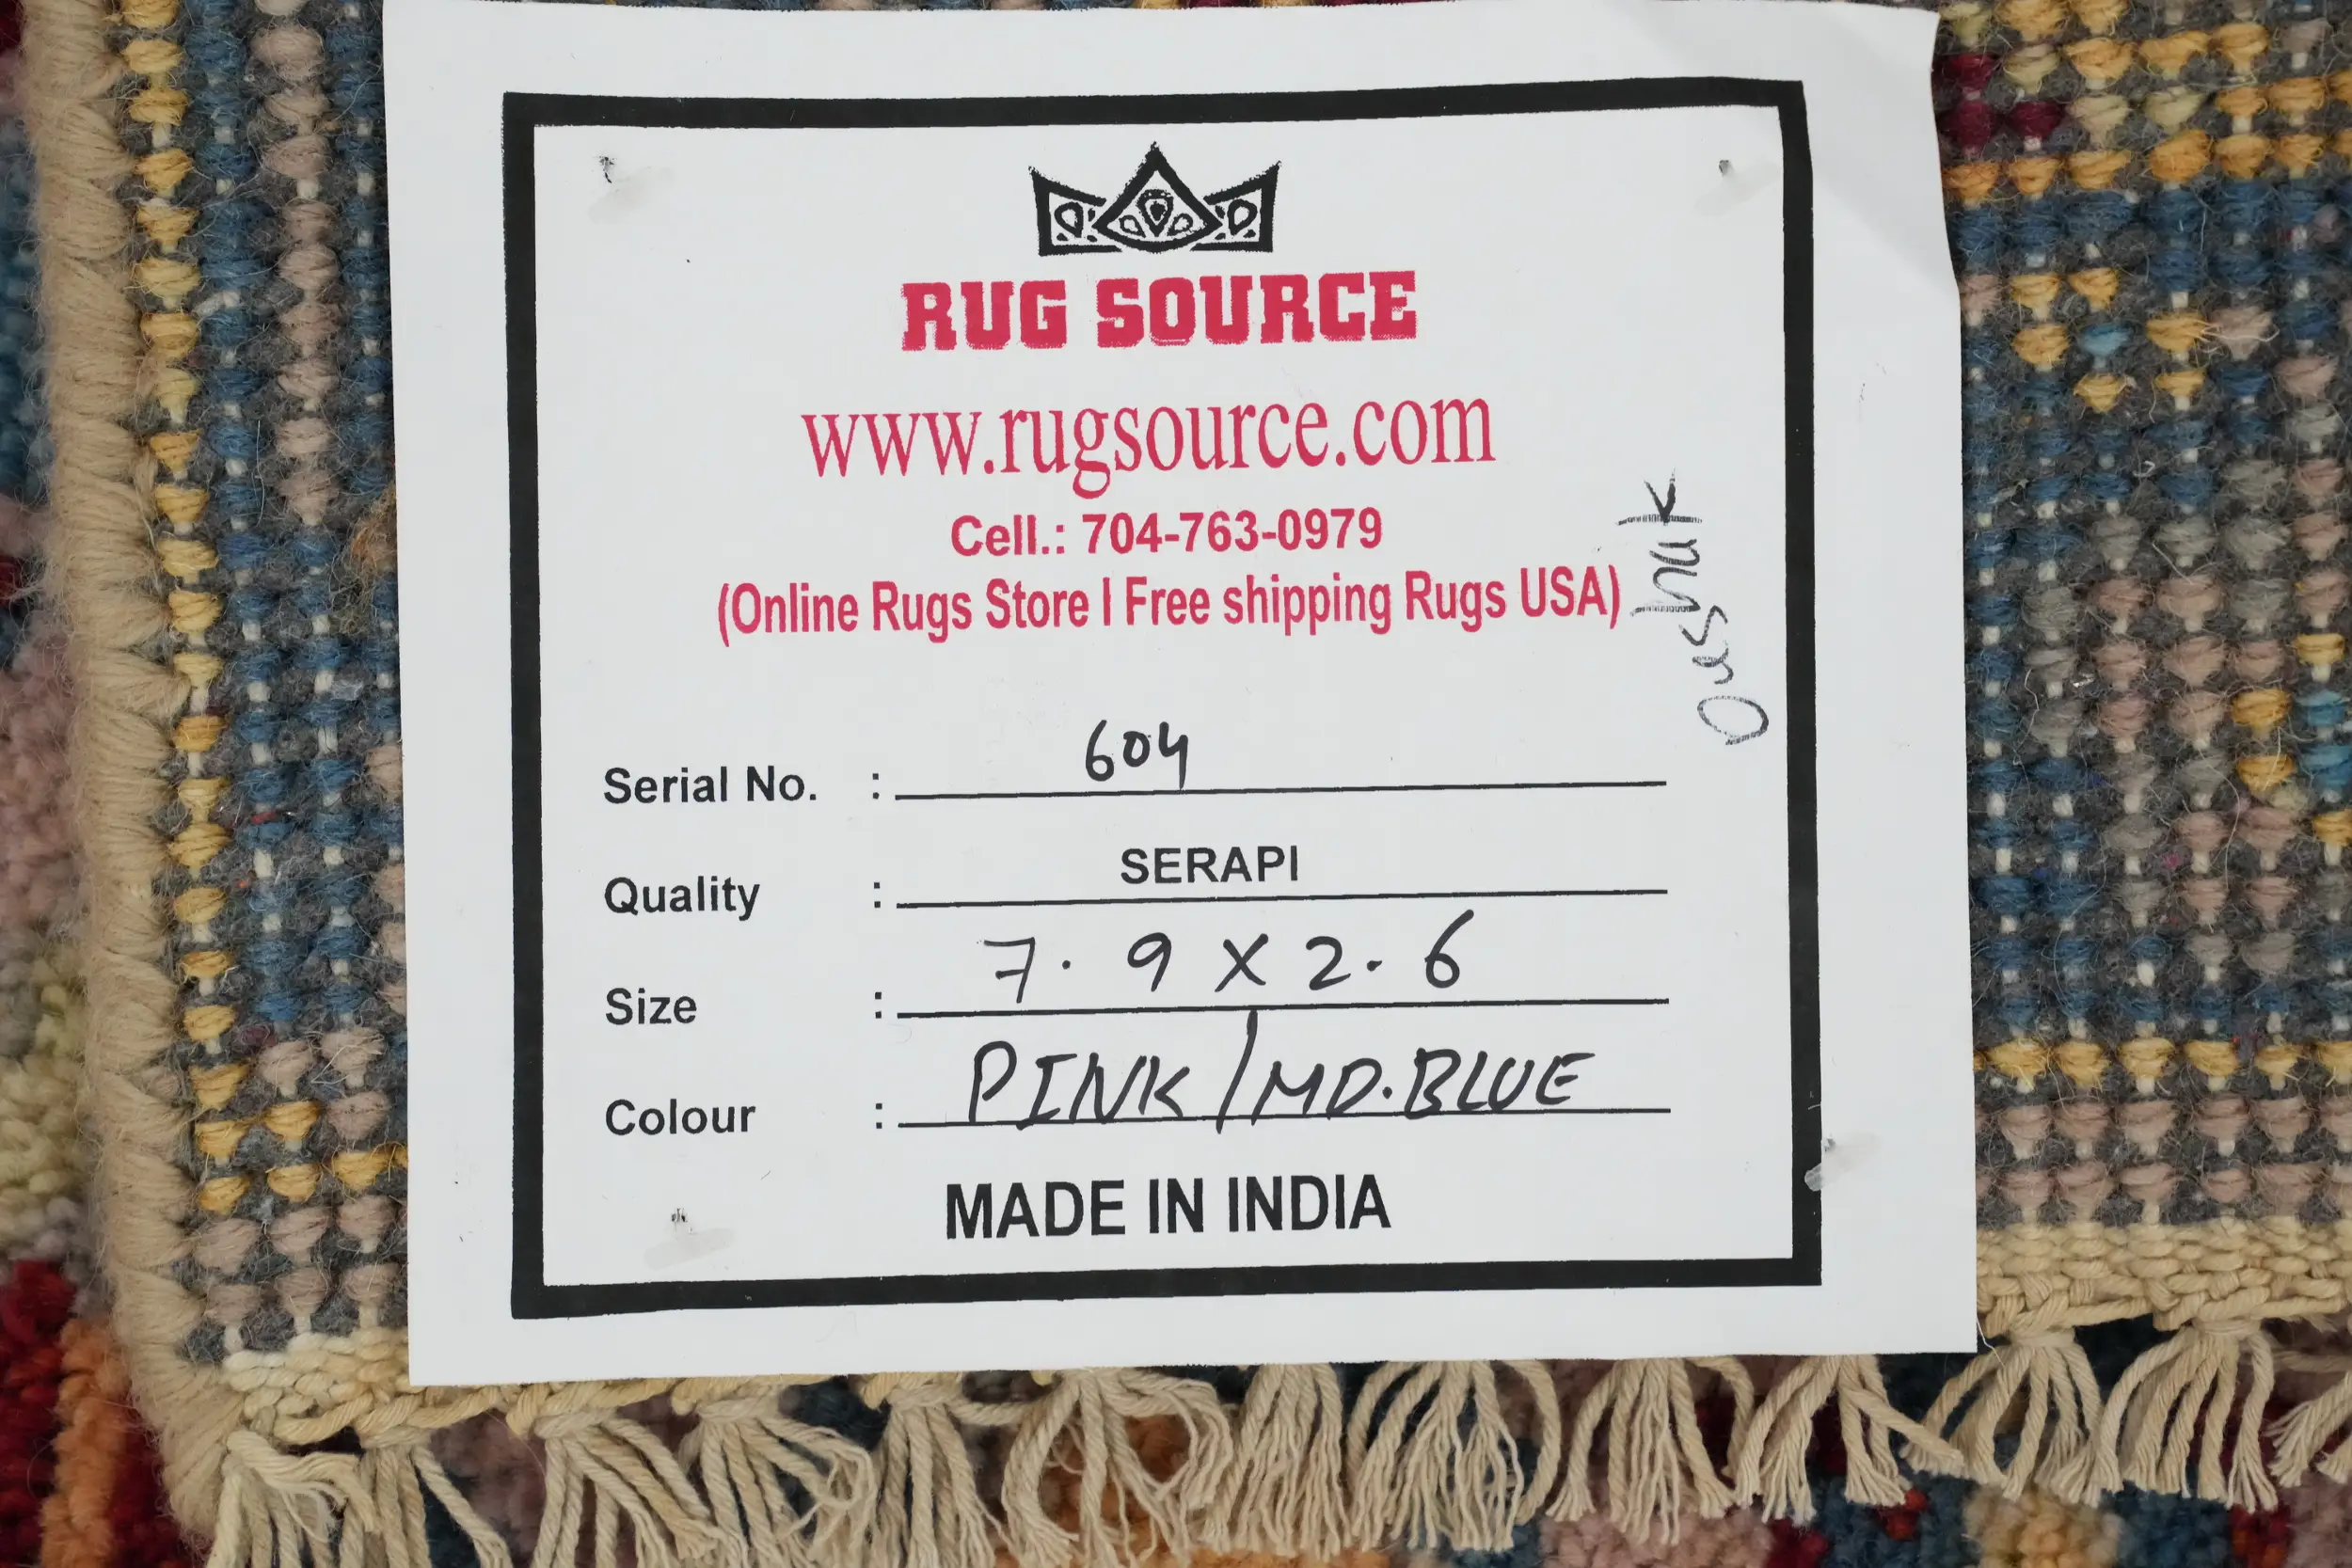 RUG SOURCE
www.rugsource.com
Cell.: 704-763-0979
(Online Rugs Store I Free shipping Rugs USA)
Oushak
Serial No. : 604
Quality : SERAPI
Size : 7.9 X 2.6
Colour : PINK/MD.BLUE
MADE IN INDIA